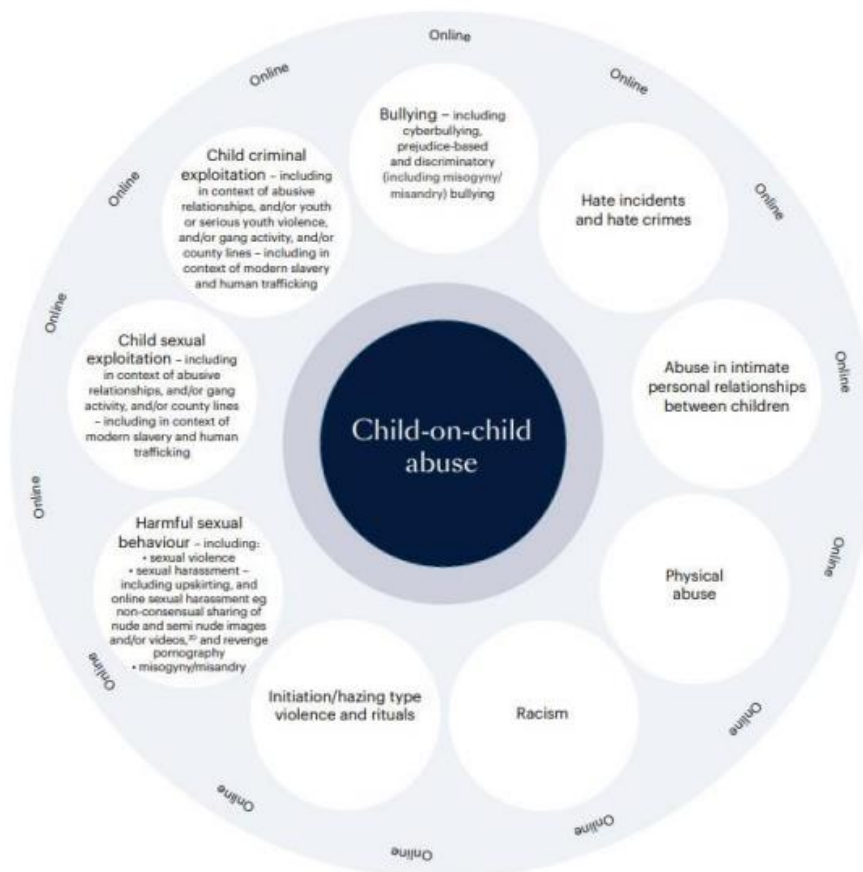 Child-on-child
abuse
Online
Bullying – including
cyberbullying,
prejudice-based
and discriminatory
(including misogyny/
misandry) bullying
Online
Hate incidents
and hate crimes
Online
Abuse in intimate
personal relationships
between children
Online
Physical
abuse
Online
Online
Racism
Online
Online
Initiation/hazing type
violence and rituals
Online
Online
Harmful sexual
behaviour – including:
• sexual violence
• sexual harassment –
including upskirting, and
online sexual harassment eg
non-consensual sharing of
nude and semi nude images
and/or videos,²⁰ and revenge
pornography
• misogyny/misandry
Online
Child sexual
exploitation – including
in context of abusive
relationships, and/or gang
activity, and/or county lines
– including in context of
modern slavery and human
trafficking
Online
Online
Child criminal
exploitation – including
in context of abusive
relationships, and/or youth
or serious youth violence,
and/or gang activity, and/or
county lines – including in
context of modern slavery
and human trafficking
Online